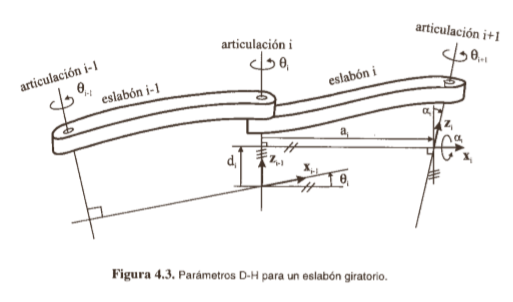 articulación i+1
θi+1
articulación i
θi
eslabón i
articulación i-1
θi-1
eslabón i-1
αi
zi
ai
αi
xi
di
zi-1
xi-1
θi
Figura 4.3. Parámetros D-H para un eslabón giratorio.